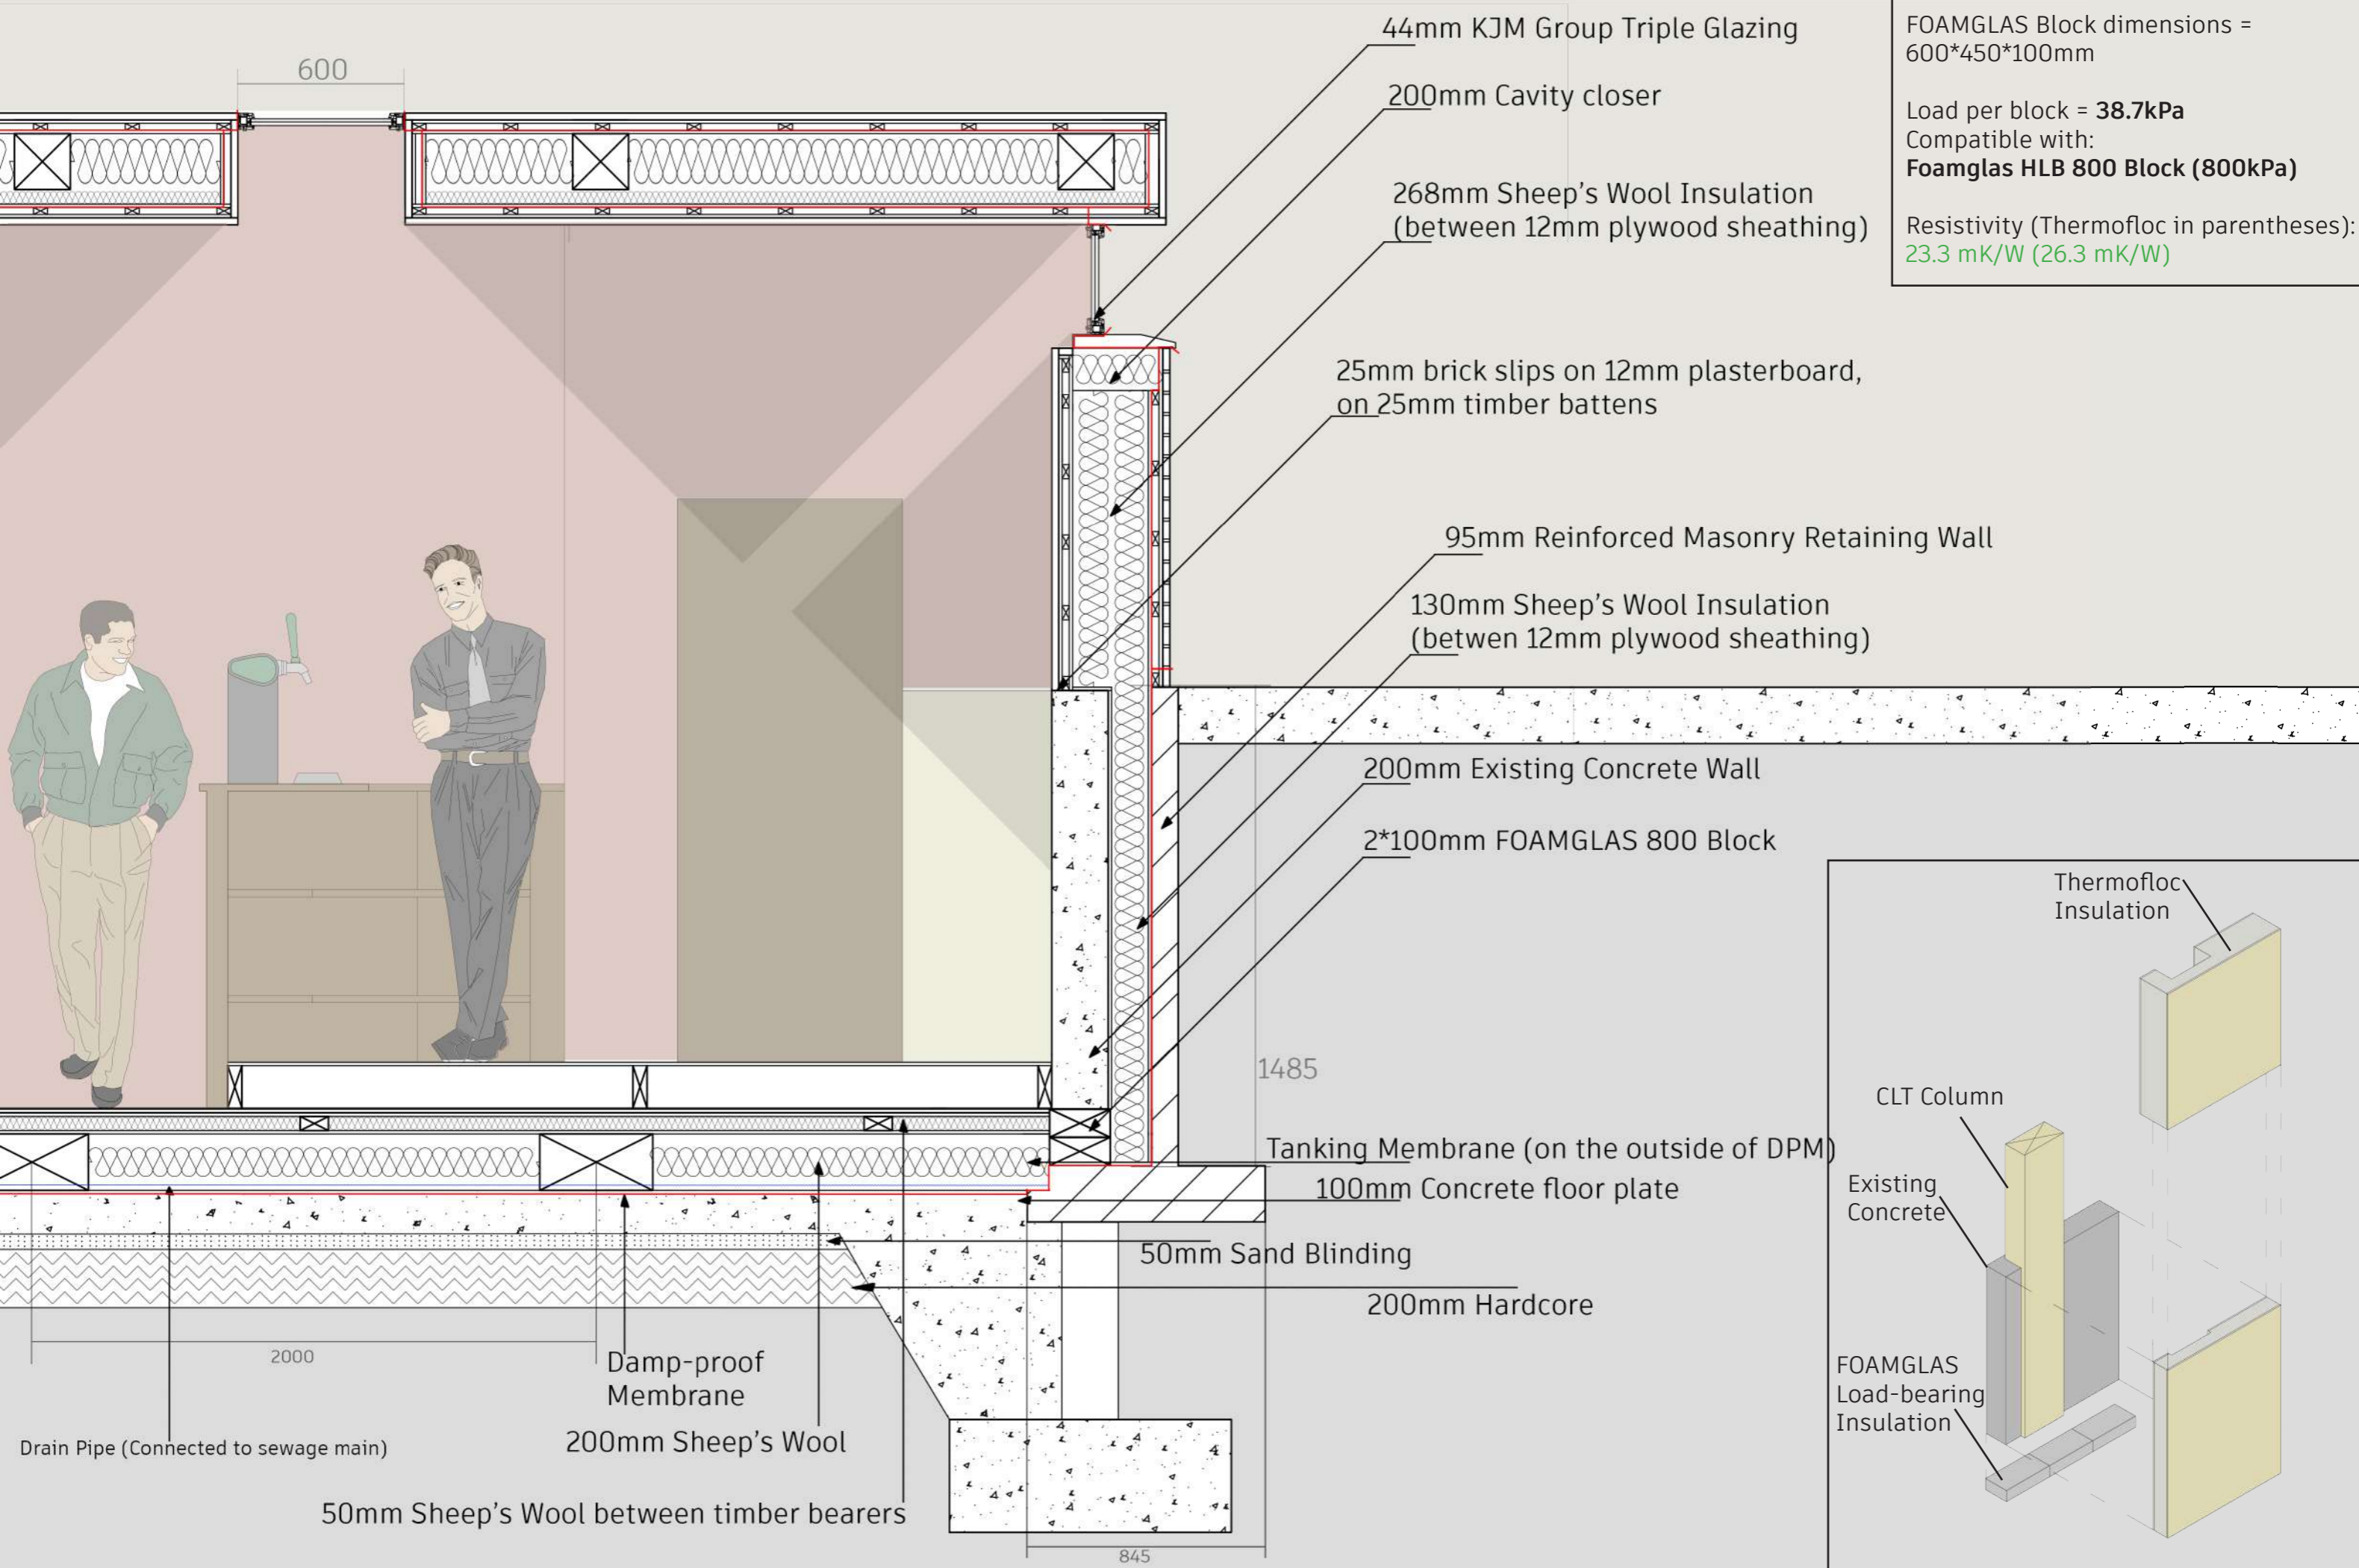 600
44mm KJM Group Triple Glazing
200mm Cavity closer
268mm Sheep's Wool Insulation
(between 12mm plywood sheathing)
25mm brick slips on 12mm plasterboard,
on 25mm timber battens
95mm Reinforced Masonry Retaining Wall
130mm Sheep's Wool Insulation
(betwen 12mm plywood sheathing)
200mm Existing Concrete Wall
2*100mm FOAMGLAS 800 Block
1485
Tanking Membrane (on the outside of DPM)
100mm Concrete floor plate
50mm Sand Blinding
200mm Hardcore
2000
Damp-proof
Membrane
200mm Sheep's Wool
Drain Pipe (Connected to sewage main)
50mm Sheep's Wool between timber bearers
845
FOAMGLAS Block dimensions =
600*450*100mm
Load per block = 38.7kPa
Compatible with:
Foamglas HLB 800 Block (800kPa)
Resistivity (Thermofloc in parentheses):
23.3 mK/W (26.3 mK/W)
Thermofloc
Insulation
CLT Column
Existing
Concrete
FOAMGLAS
Load-bearing
Insulation